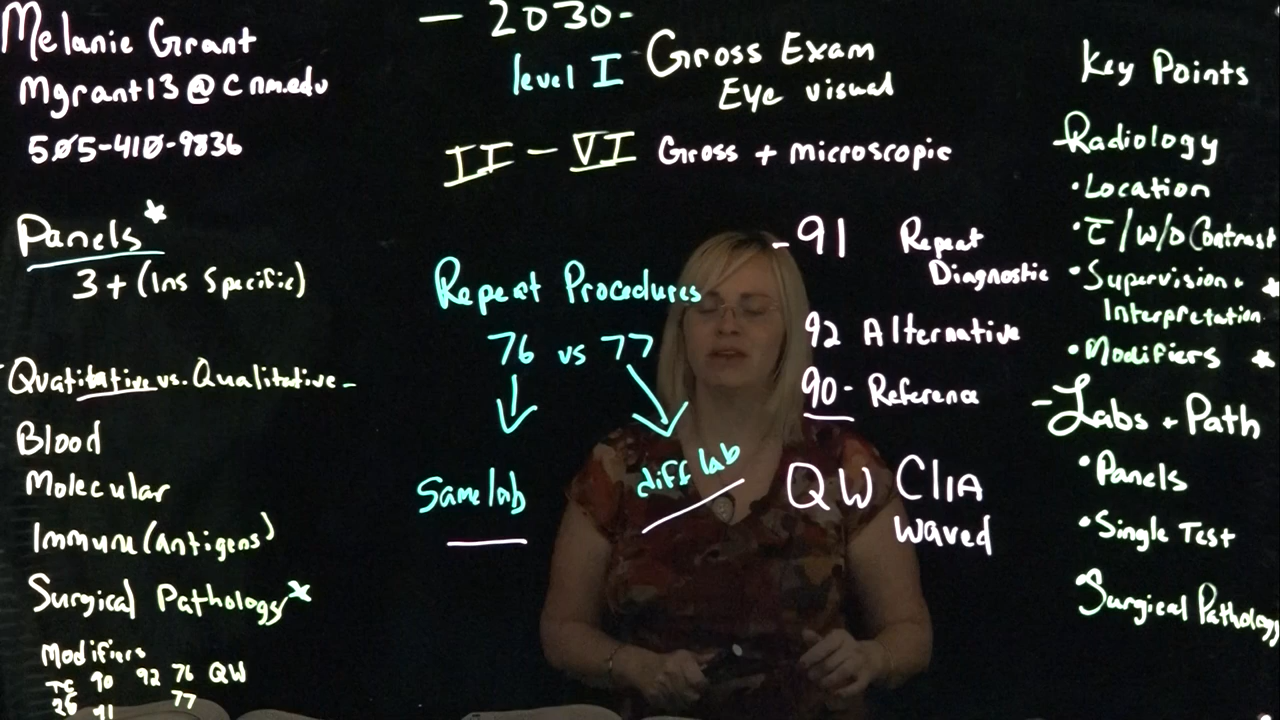 Melanie Grant
Mgrant13@cnm.edu
505-410-9836
Panels*
3+ (Ins Specific)
Quatitative vs. Qualitative -
Blood
Molecular
Immune (antigens)
Surgical Pathology*
Modifiers
TC 90 92 76 QW
26 91 77
- 2030-
level I Gross Exam
Eye visual
II - VI Gross + microscopic
Repeat Procedures
76 vs 77
Same lab
diff lab
-91 Repeat
Diagnostic
92 Alternative
90- Reference
QW CLIA
waved
Key Points
Radiology
• Location
• c̄ / w/o Contrast
• Supervision +
Interpretation
• Modifiers *
- Labs + Path
• Panels
• Single Test
• Surgical Pathology